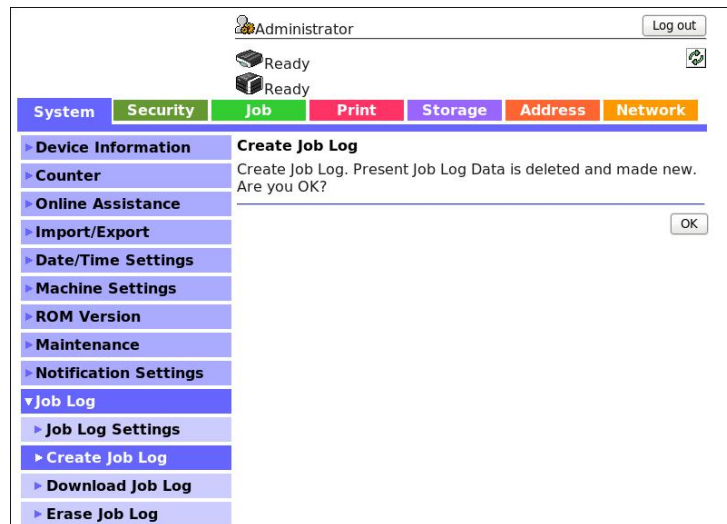 Administrator
Log out
Ready
Ready
System
Security
Job
Print
Storage
Address
Network
Device Information
Counter
Online Assistance
Import/Export
Date/Time Settings
Machine Settings
ROM Version
Maintenance
Notification Settings
Job Log
Job Log Settings
Create Job Log
Download Job Log
Erase Job Log
Create Job Log
Create Job Log. Present Job Log Data is deleted and made new.
Are you OK?
OK